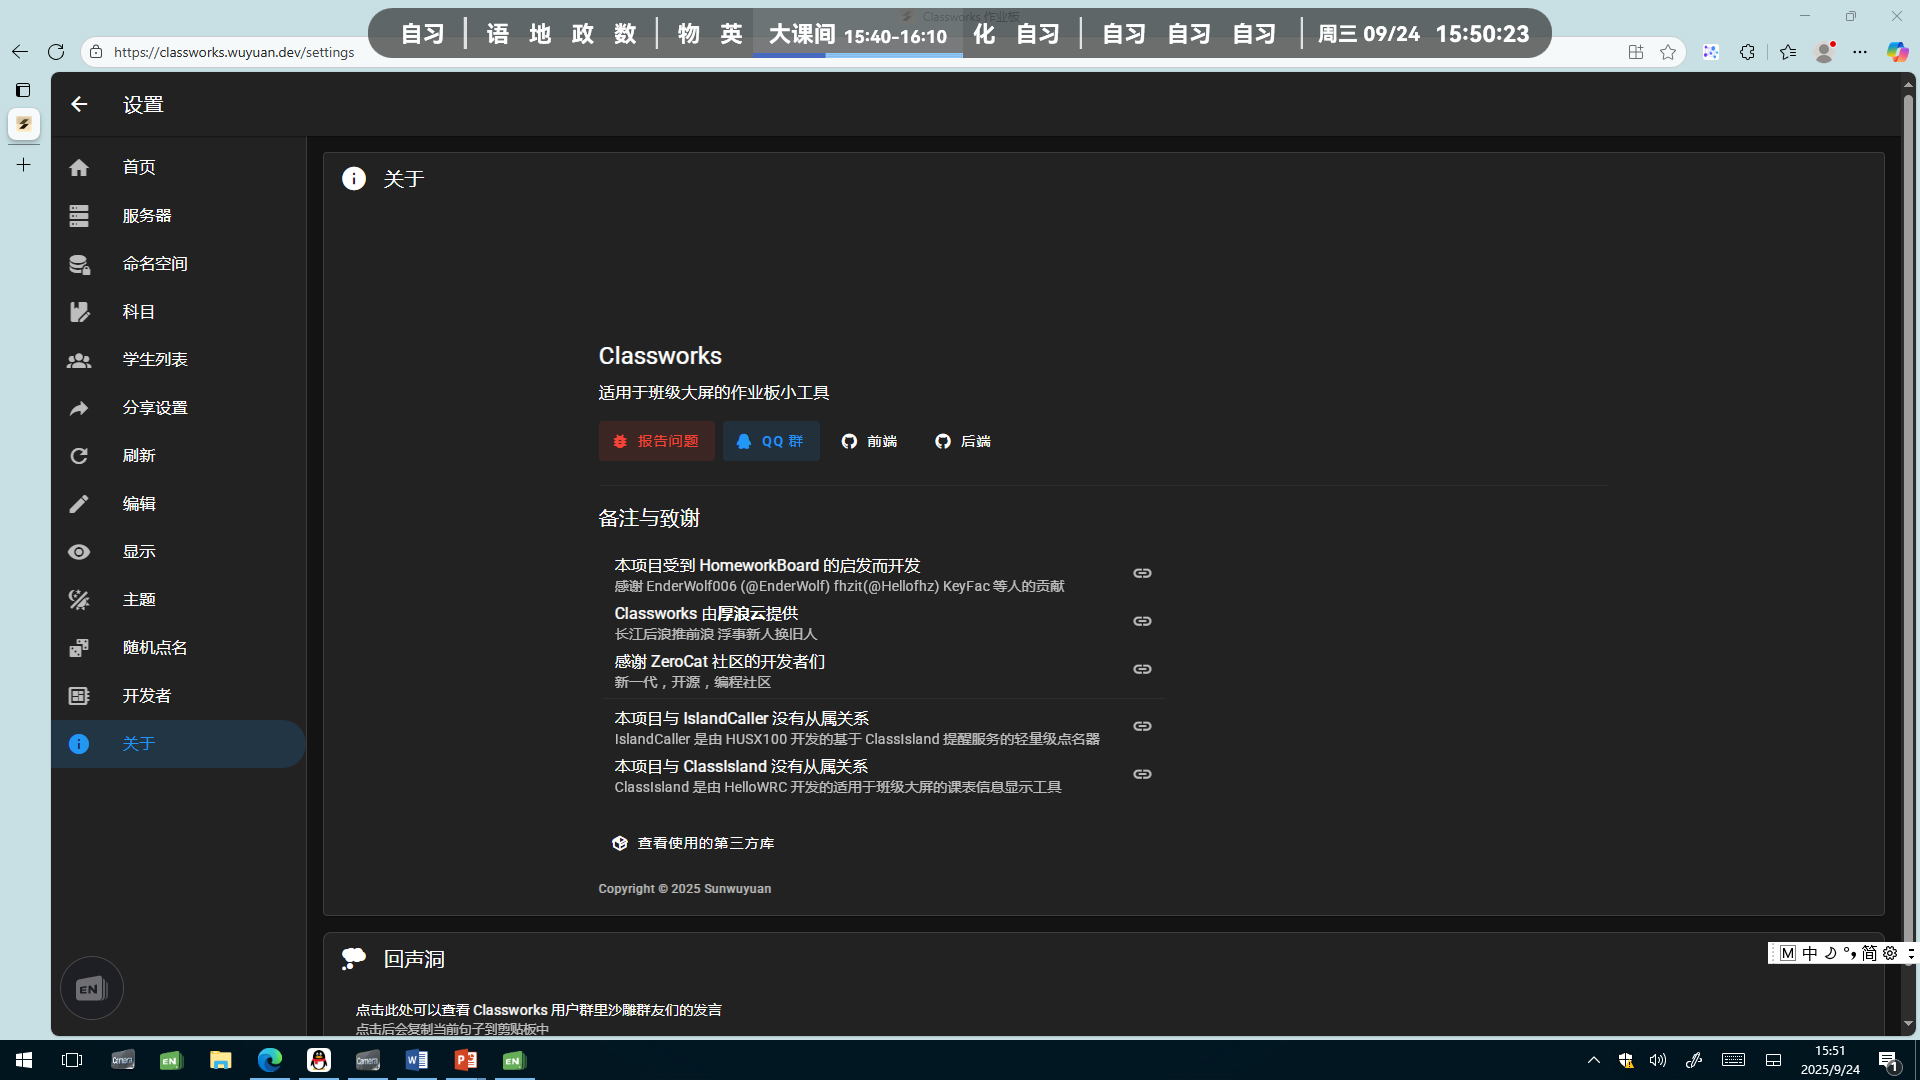 Classworks 作业板
自习 | 语 地 政 数 | 物 英 大课间 15:40-16:10 化 自习 | 自习 自习 自习 | 周三 09/24 15:50:23
https://classworks.wuyuan.dev/settings
设置
首页
服务器
命名空间
科目
学生列表
分享设置
刷新
编辑
显示
主题
随机点名
开发者
关于
关于
Classworks
适用于班级大屏的作业板小工具
报告问题 QQ 群 前端 后端
备注与致谢
本项目受到 HomeworkBoard 的启发而开发
感谢 EnderWolf006 (@EnderWolf) fhzit(@Hellofhz) KeyFac 等人的贡献
Classworks 由厚浪云提供
长江后浪推前浪 浮事新人换旧人
感谢 ZeroCat 社区的开发者们
新一代，开源，编程社区
本项目与 IslandCaller 没有从属关系
IslandCaller 是由 HUSX100 开发的基于 ClassIsland 提醒服务的轻量级点名器
本项目与 ClassIsland 没有从属关系
ClassIsland 是由 HelloWRC 开发的适用于班级大屏的课表信息显示工具
查看使用的第三方库
Copyright © 2025 Sunwuyuan
回声洞
点击此处可以查看 Classworks 用户群里沙雕群友们的发言
点击后会复制当前句子到剪贴板中
EN
M 中 简
Camera EN Camera EN
15:51
2025/9/24
1